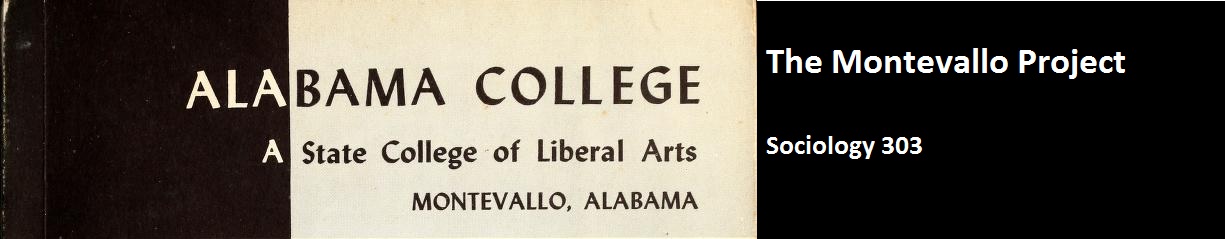 ALABAMA COLLEGE
A State College of Liberal Arts
MONTEVALLO, ALABAMA
The Montevallo Project
Sociology 303